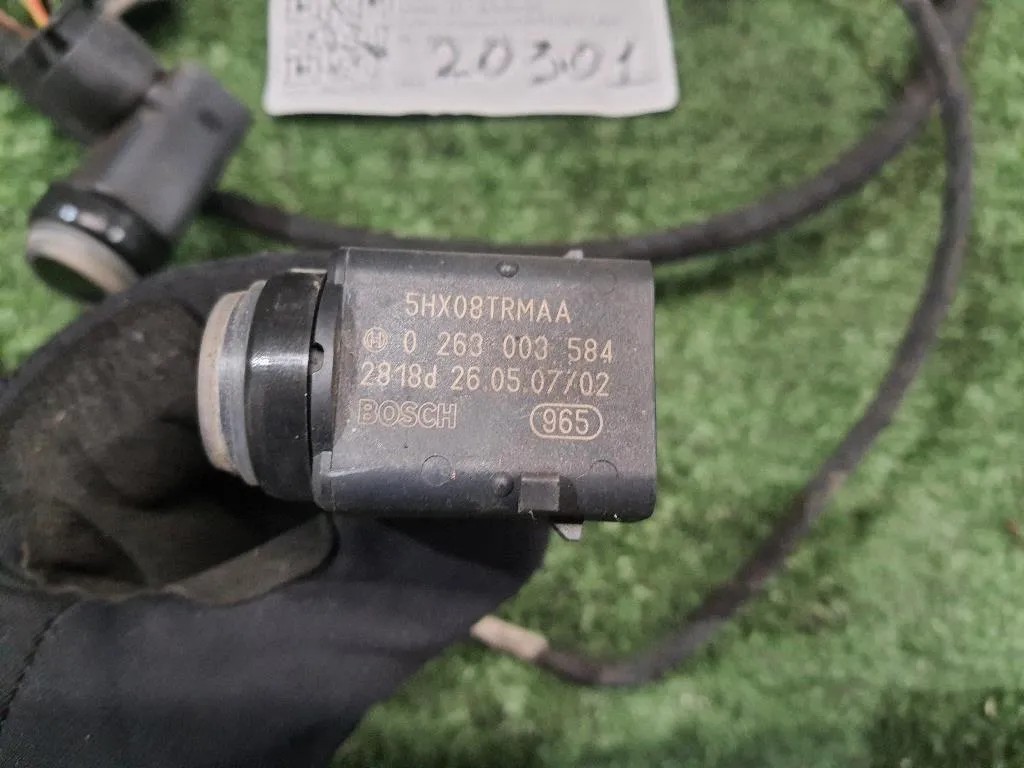 20301
5HX08TRMAA
0 263 003 584
2818d 26.05.07/02
BOSCH 965